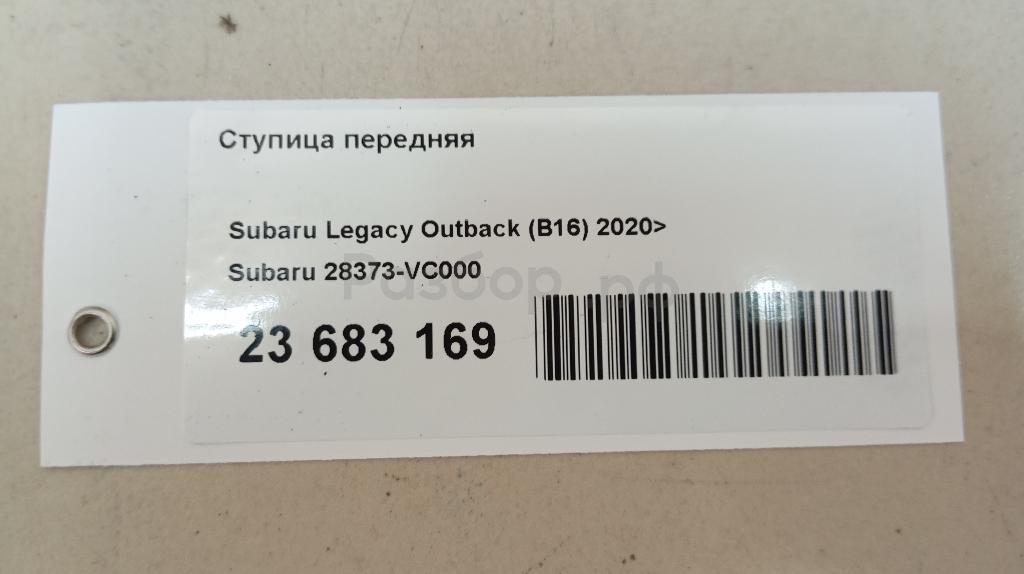 Ступица передняя
Subaru Legacy Outback (B16) 2020>
Subaru 28373-VC000
Разбор.рф
23 683 169